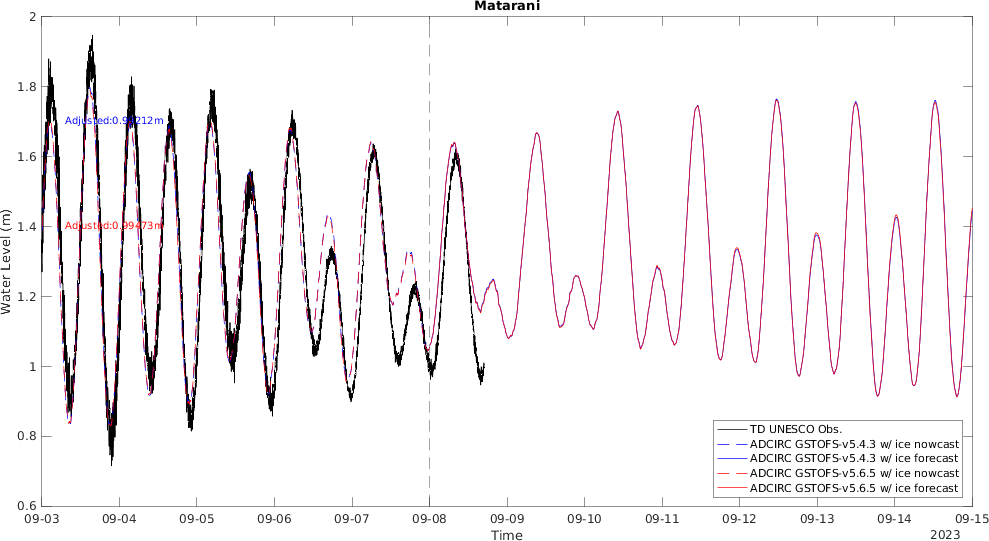 Matarani
Water Level (m)
2
1.8
1.6
1.4
1.2
1
0.8
0.6
Adjusted:0.99473m
TD UNESCO Obs.
ADCIRC GSTOFS-v5.4.3 w/ ice nowcast
ADCIRC GSTOFS-v5.4.3 w/ ice forecast
ADCIRC GSTOFS-v5.6.5 w/ ice nowcast
ADCIRC GSTOFS-v5.6.5 w/ ice forecast
09-03 09-04 09-05 09-06 09-07 09-08 09-09 09-10 09-11 09-12 09-13 09-14 09-15
Time
2023